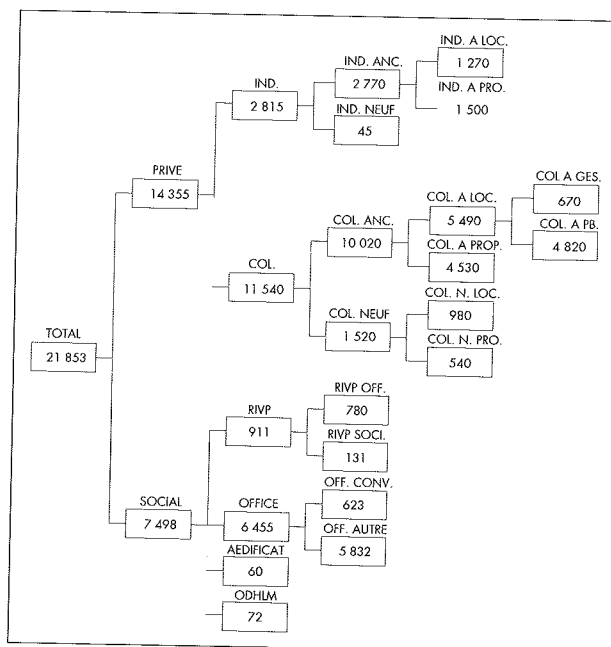 IND. A LOC.
1 270
IND. ANC.
2 770
IND. A PRO.
1 500
IND.
2 815
IND. NEUF
45
PRIVE
14 355
COL A GES.
670
COL. A LOC.
5 490
COL. A PB.
4 820
COL. ANC.
10 020
COL. A PROP.
4 530
COL.
11 540
COL. N. LOC.
980
COL. NEUF
1 520
COL. N. PRO.
540
TOTAL
21 853
RIVP OFF.
780
RIVP
911
RIVP SOCI.
131
OFF. CONV.
623
SOCIAL
7 498
OFFICE
6 455
OFF. AUTRE
5 832
AEDIFICAT
60
ODHLM
72